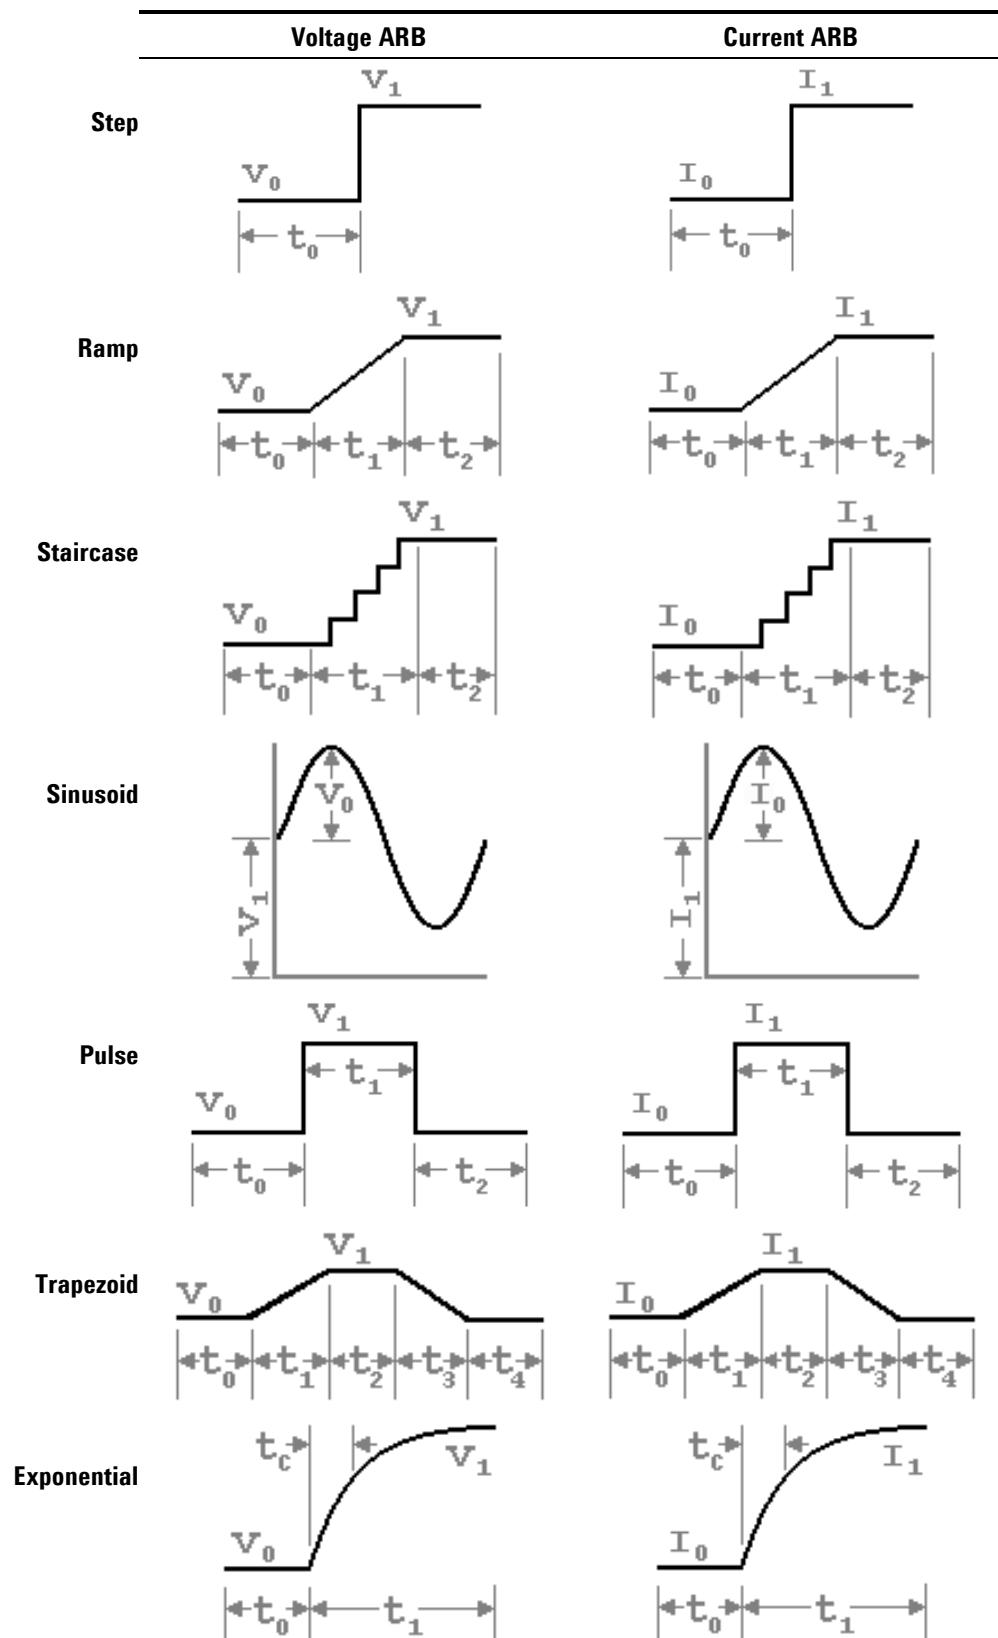 Voltage ARB Current ARB
V₁ I₁
Step
V₀ I₀
t₀ t₀
V₁ I₁
Ramp
V₀ I₀
t₀ t₁ t₂ t₀ t₁ t₂
V₁ I₁
Staircase
V₀ I₀
t₀ t₁ t₂ t₀ t₁ t₂
Sinusoid
V₀ I₀
V₁ I₁
V₁ I₁
Pulse
t₁ t₁
V₀ I₀
t₀ t₂ t₀ t₂
V₁ I₁
Trapezoid
V₀ I₀
t₀ t₁ t₂ t₃ t₄ t₀ t₁ t₂ t₃ t₄
t_C V₁ t_C I₁
Exponential
V₀ I₀
t₀ t₁ t₀ t₁